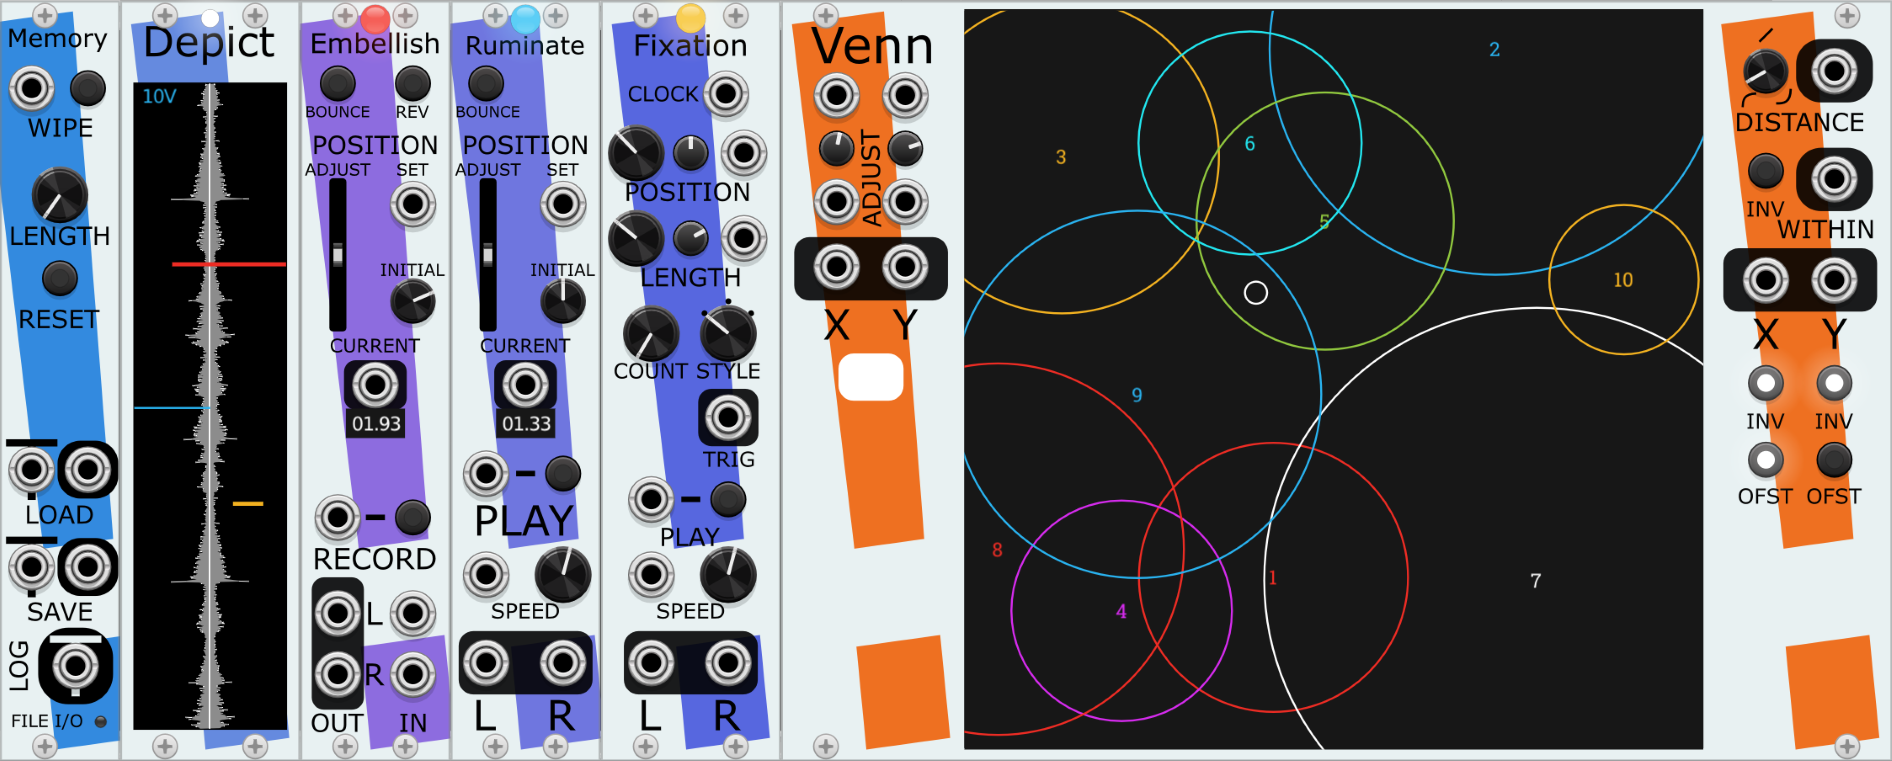 Memory
WIPE
LENGTH
RESET
LOAD
SAVE
LOG
FILE I/O
Depict
10V
Embellish
BOUNCE REV
POSITION
ADJUST SET
INITIAL
CURRENT
01.93
RECORD
L
R
OUT IN
Ruminate
BOUNCE
POSITION
ADJUST SET
INITIAL
CURRENT
01.33
PLAY
SPEED
L R
Fixation
CLOCK
POSITION
LENGTH
COUNT STYLE
TRIG
PLAY
SPEED
L R
Venn
ADJUST
X Y
2
6
3
5
10
9
8
1
7
4
DISTANCE
INV
WITHIN
X Y
INV INV
OFST OFST